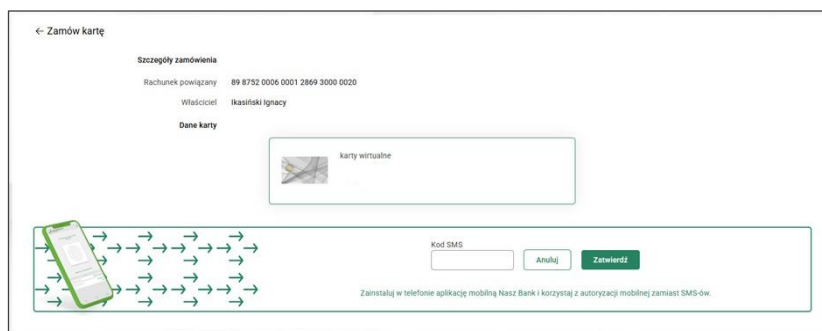 ← Zamów kartę
Szczegóły zamówienia
Rachunek powiązany 89 8752 0006 0001 2869 3000 0020
Właściciel Ikasiński Ignacy
Dane karty
karty wirtualne
Kod SMS
Anuluj Zatwierdź
Zainstaluj w telefonie aplikację mobilną Nasz Bank i korzystaj z autoryzacji mobilnej zamiast SMS-ów.